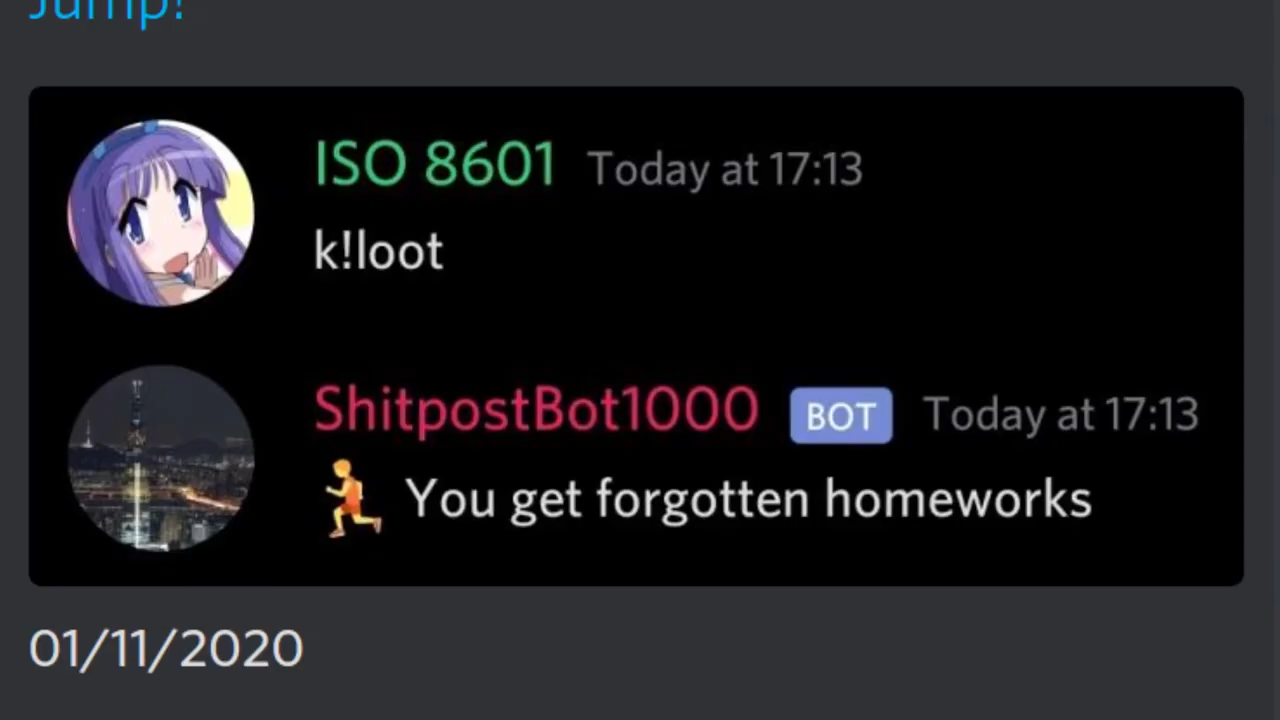 Jump!
ISO 8601 Today at 17:13
k!loot
ShitpostBot1000 BOT Today at 17:13
🏃 You get forgotten homeworks
01/11/2020